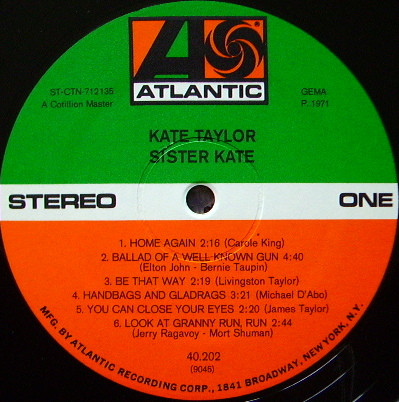 ATLANTIC
ST-CTN-712135
A Cotillion Master
GEMA
P. 1971
KATE TAYLOR
SISTER KATE
STEREO
ONE
1. HOME AGAIN 2:16 (Carole King)
2. BALLAD OF A WELL-KNOWN GUN 4:40
(Elton John - Bernie Taupin)
3. BE THAT WAY 2:19 (Livingston Taylor)
4. HANDBAGS AND GLADRAGS 3:21 (Michael D'Abo)
5. YOU CAN CLOSE YOUR EYES 2:20 (James Taylor)
6. LOOK AT GRANNY RUN, RUN 2:44
(Jerry Ragavoy - Mort Shuman)
40.202
(9045)
MFG. BY ATLANTIC RECORDING CORP., 1841 BROADWAY, NEW YORK, N.Y.